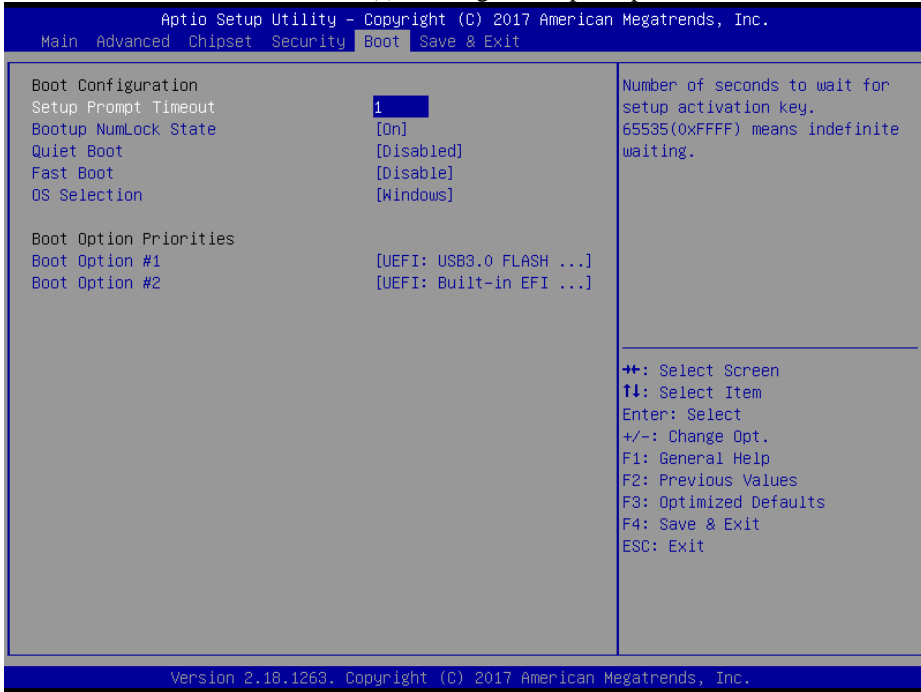 Aptio Setup Utility – Copyright (C) 2017 American Megatrends, Inc.
Main Advanced Chipset Security Boot Save & Exit
Boot Configuration
Setup Prompt Timeout 1
Bootup NumLock State [On]
Quiet Boot [Disabled]
Fast Boot [Disable]
OS Selection [Windows]
Boot Option Priorities
Boot Option #1 [UEFI: USB3.0 FLASH ...]
Boot Option #2 [UEFI: Built-in EFI ...]
Number of seconds to wait for
setup activation key.
65535(0xFFFF) means indefinite
waiting.
→←: Select Screen
↑↓: Select Item
Enter: Select
+/-: Change Opt.
F1: General Help
F2: Previous Values
F3: Optimized Defaults
F4: Save & Exit
ESC: Exit
Version 2.18.1263. Copyright (C) 2017 American Megatrends, Inc.